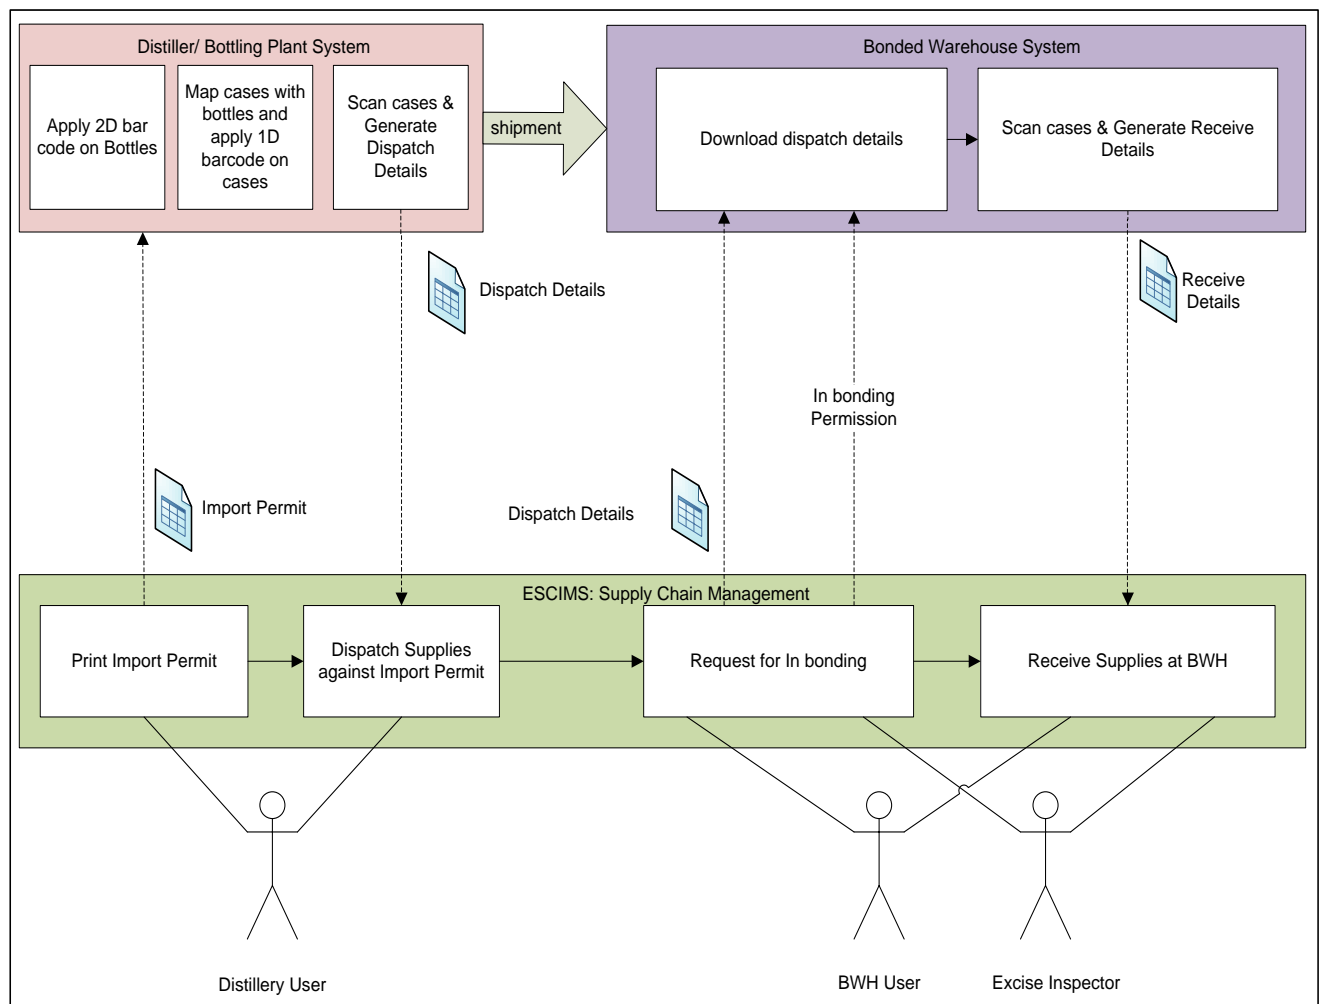 Distiller/ Bottling Plant System
Apply 2D bar
code on Bottles
Map cases with
bottles and
apply 1D
barcode on
cases
Scan cases &
Generate
Dispatch
Details
shipment
Bonded Warehouse System
Download dispatch details
Scan cases & Generate Receive
Details
Dispatch Details
Receive
Details
In bonding
Permission
Import Permit
Dispatch Details
ESCIMS: Supply Chain Management
Print Import Permit
Dispatch Supplies
against Import Permit
Request for In bonding
Receive Supplies at BWH
Distillery User
BWH User
Excise Inspector